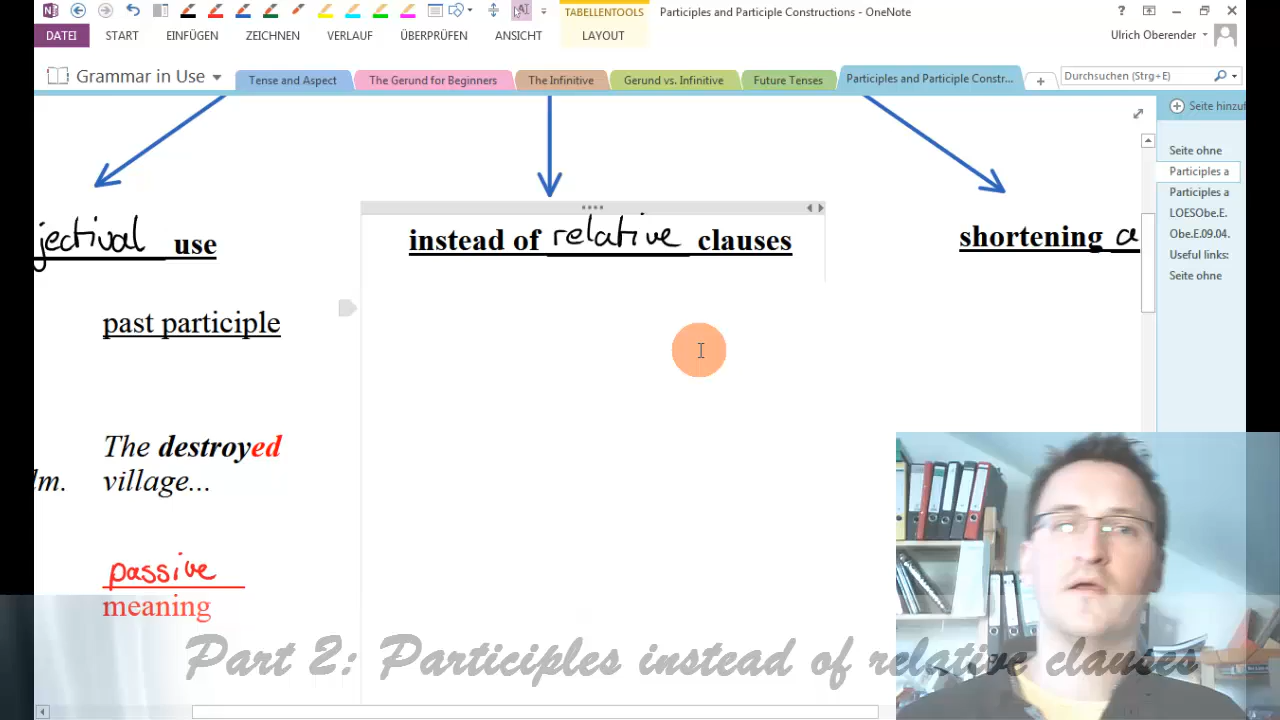 Participles and Participle Constructions - OneNote
TABELLENTOOLS
DATEI START EINFÜGEN ZEICHNEN VERLAUF ÜBERPRÜFEN ANSICHT LAYOUT
Ulrich Oberender
Grammar in Use
Tense and Aspect
The Gerund for Beginners
The Infinitive
Gerund vs. Infinitive
Future Tenses
Participles and Participle Constr...
Durchsuchen (Strg+E)
Seite hinzuf
Seite ohne
Participles a
Participles a
LOESObe.E.
Obe.E.09.04.
Useful links:
Seite ohne
jectival use
instead of relative clauses
shortening a
past participle
The destroyed
lm. village...
passive
meaning
Part 2: Participles instead of relative clauses